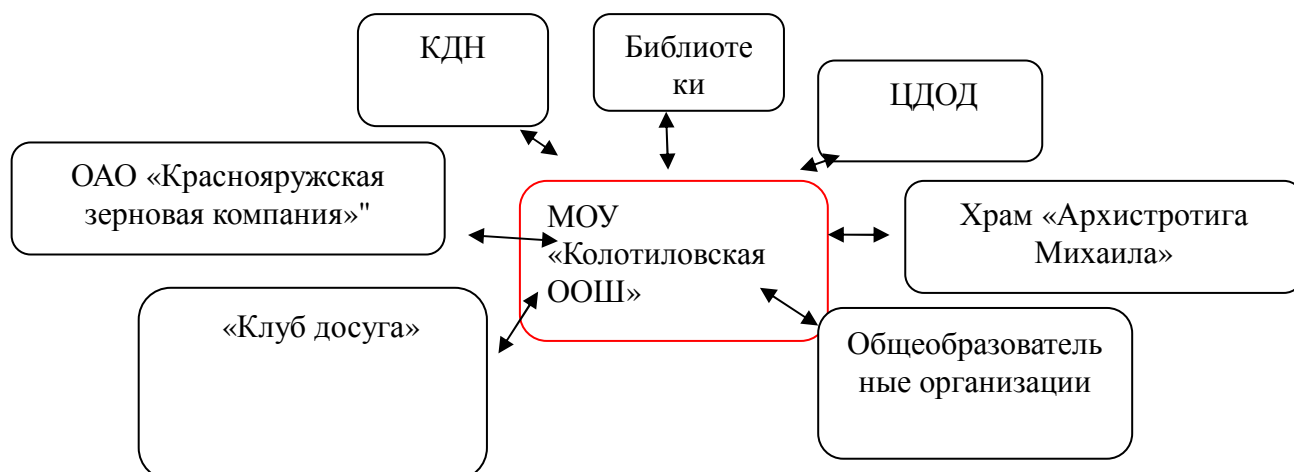 КДН
Библиоте
ки
ЦДОД
ОАО «Краснояружская
зерновая компания»"
МОУ
«Колотиловская
ООШ»
Храм «Архистротига
Михаила»
«Клуб досуга»
Общеобразователь
ные организации